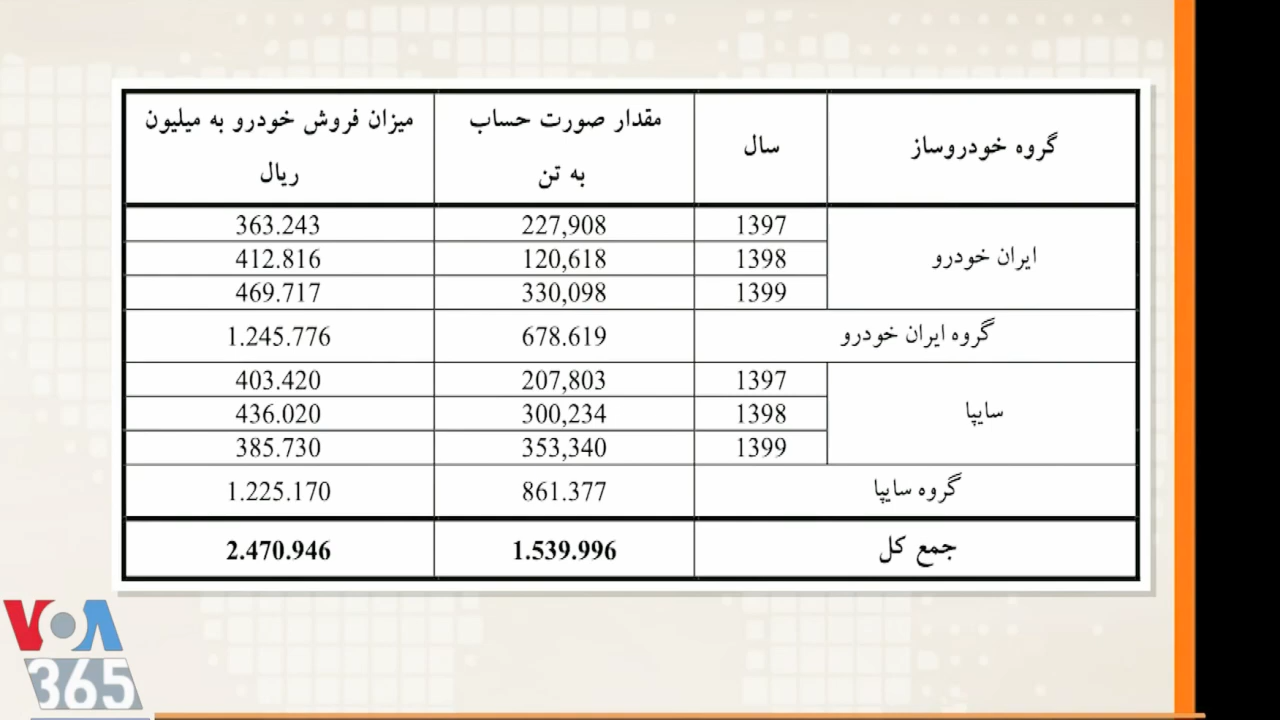 گروه خودروساز	سال	مقدار صورت حساب	میزان فروش خودرو به میلیون
به تن	ریال
ایران خودرو	1397	227,908	363.243
1398	120,618	412.816
1399	330,098	469.717
گروه ایران خودرو	678.619	1.245.776
سایپا	1397	207,803	403.420
1398	300,234	436.020
1399	353,340	385.730
گروه سایپا	861.377	1.225.170
جمع کل	1.539.996	2.470.946
VOA
365